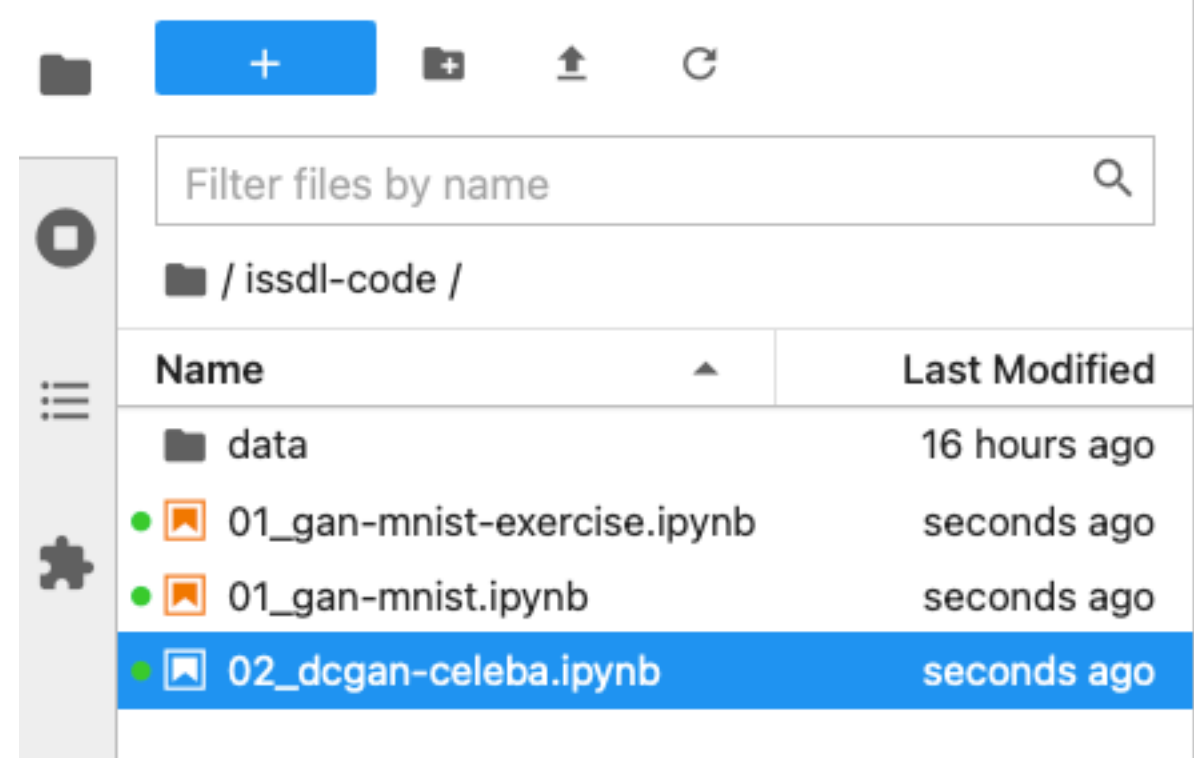 Filter files by name
/ issdl-code /
Name Last Modified
data 16 hours ago
01_gan-mnist-exercise.ipynb seconds ago
01_gan-mnist.ipynb seconds ago
02_dcgan-celeba.ipynb seconds ago